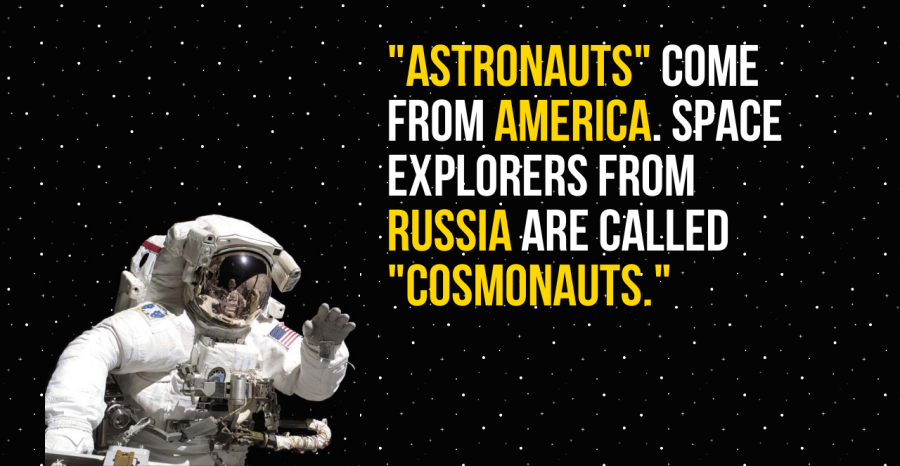 "ASTRONAUTS" COME
FROM AMERICA. SPACE
EXPLORERS FROM
RUSSIA ARE CALLED
"COSMONAUTS."